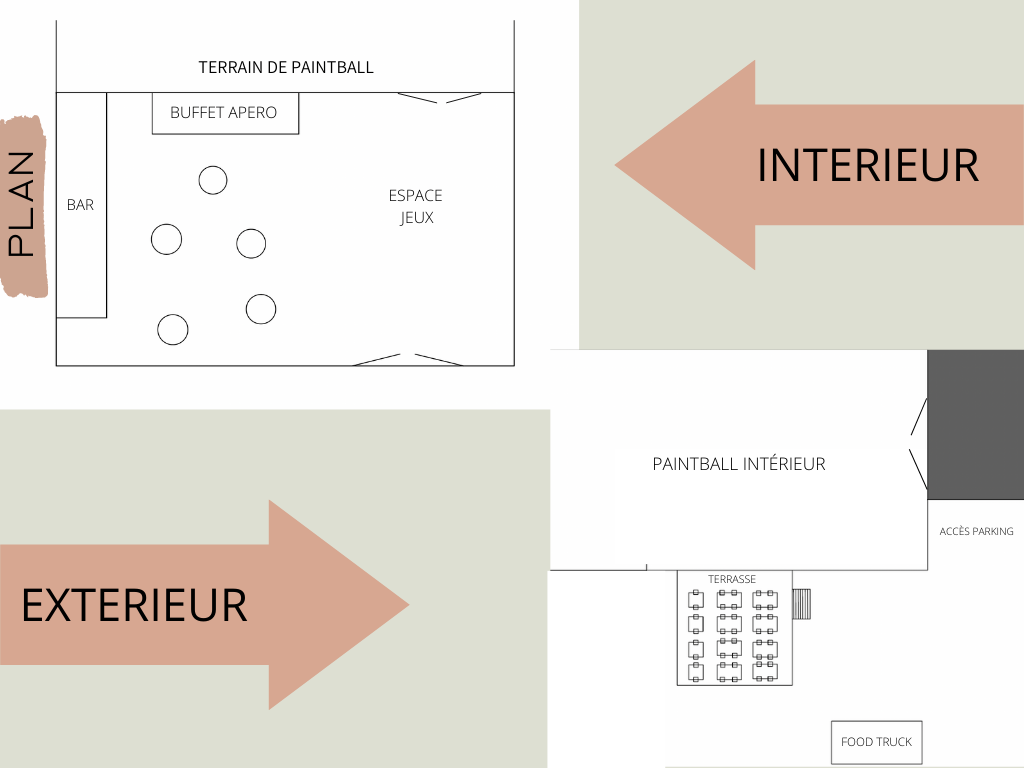 PLAN
TERRAIN DE PAINTBALL
BUFFET APERO
BAR
ESPACE
JEUX
INTERIEUR
EXTERIEUR
PAINTBALL INTÉRIEUR
ACCÈS PARKING
TERRASSE
FOOD TRUCK